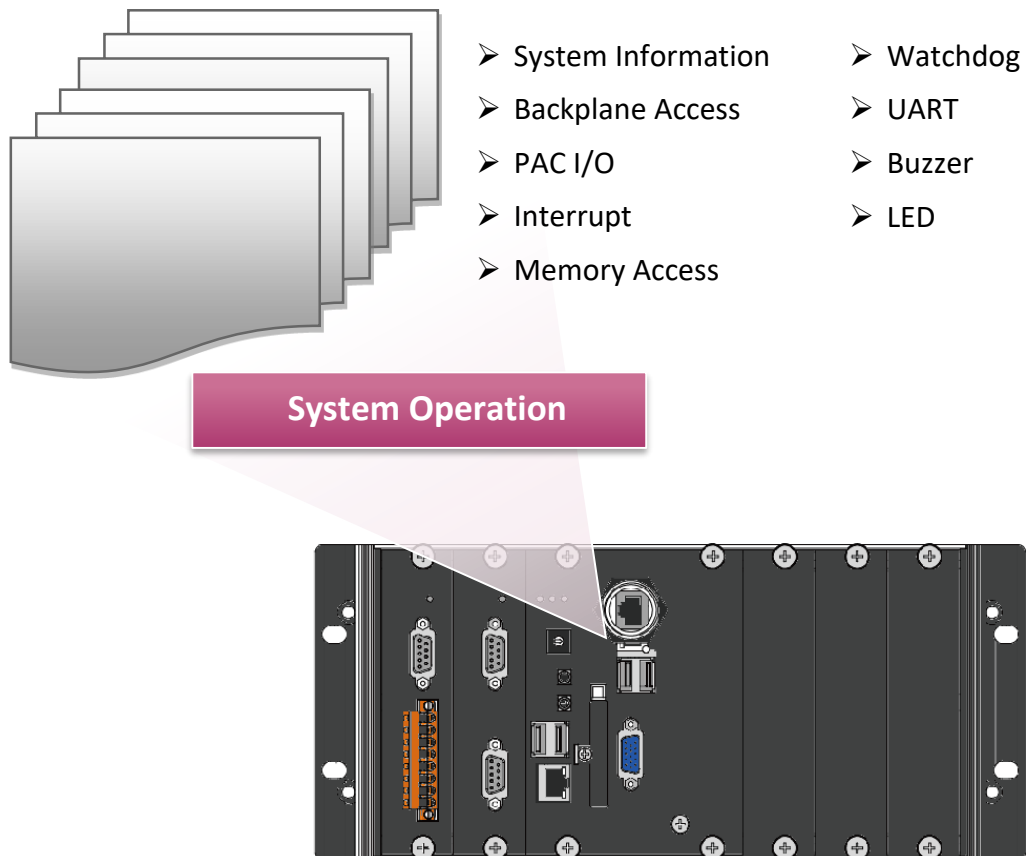 ➢ System Information
➢ Backplane Access
➢ PAC I/O
➢ Interrupt
➢ Memory Access
➢ Watchdog
➢ UART
➢ Buzzer
➢ LED
System Operation